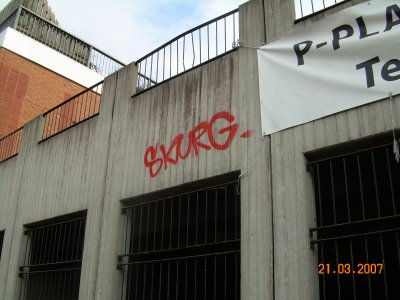 P-PLA
Te
SKURG.
21.03.2007